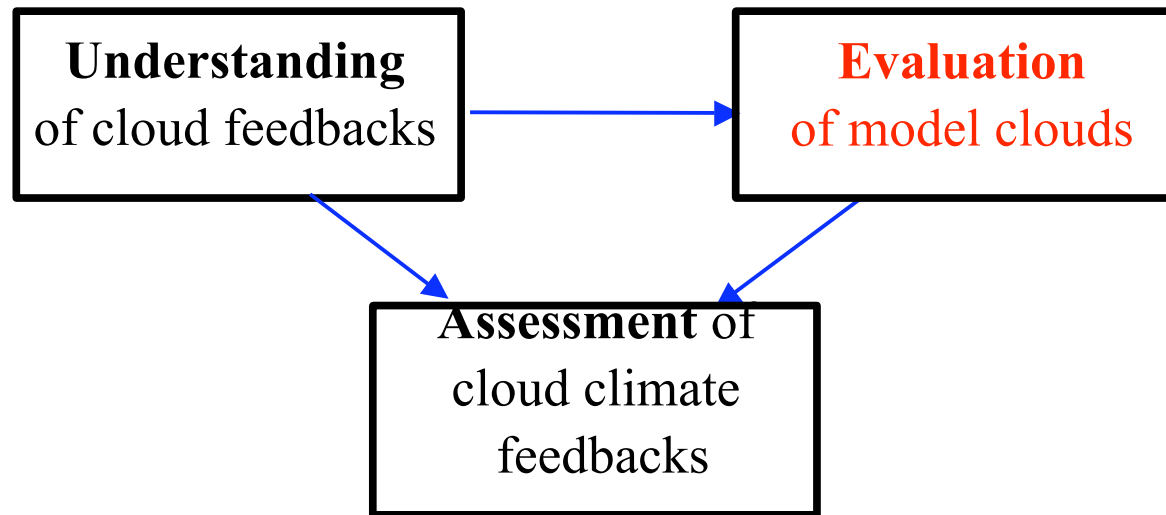 Understanding
of cloud feedbacks
Evaluation
of model clouds
Assessment of
cloud climate
feedbacks